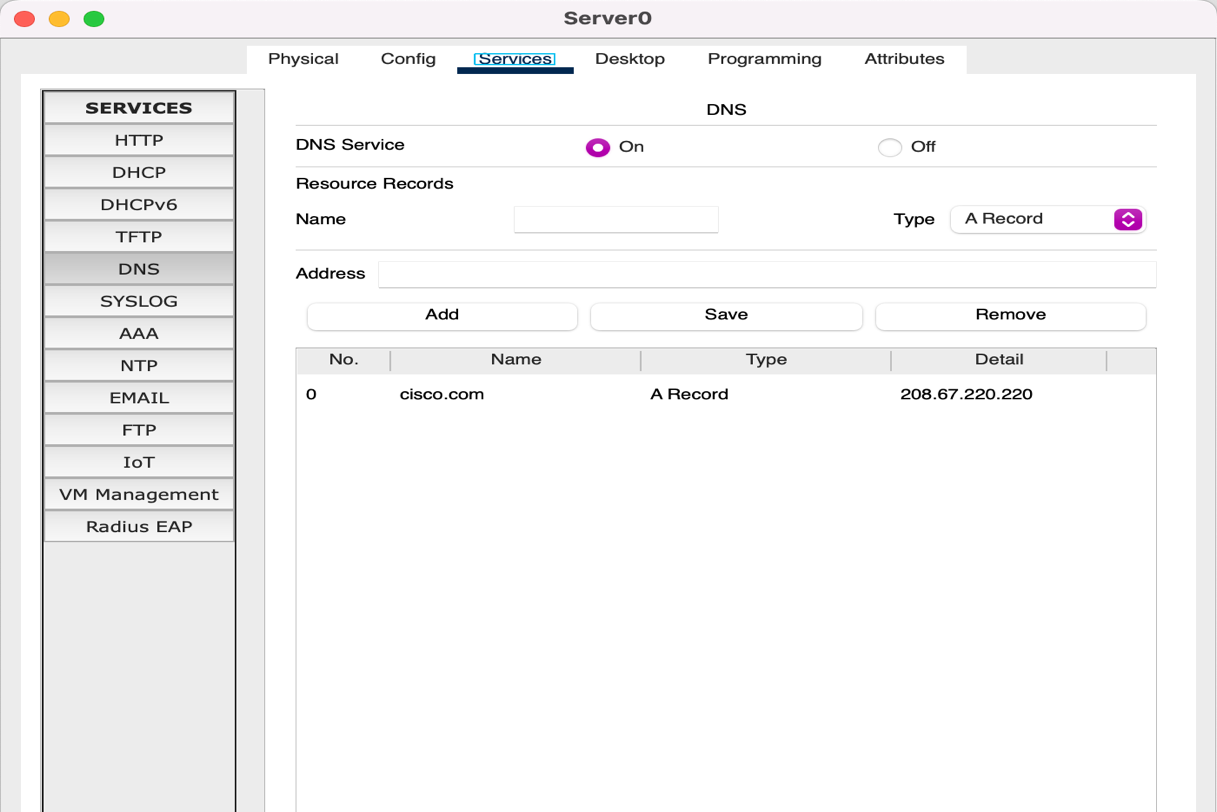 Server0
Physical Config Services Desktop Programming Attributes
SERVICES
HTTP
DHCP
DHCPv6
TFTP
DNS
SYSLOG
AAA
NTP
EMAIL
FTP
IoT
VM Management
Radius EAP
DNS
DNS Service On Off
Resource Records
Name Type A Record
Address
Add Save Remove
No. Name Type Detail
0 cisco.com A Record 208.67.220.220